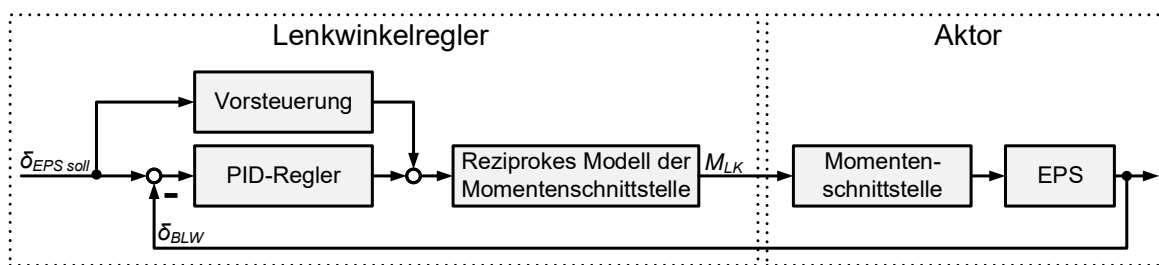 Lenkwinkelregler
Aktor
Vorsteuerung
δEPS soll
PID-Regler
Reziprokes Modell der
Momentenschnittstelle
MLK
Momenten-
schnittstelle
EPS
δBLW